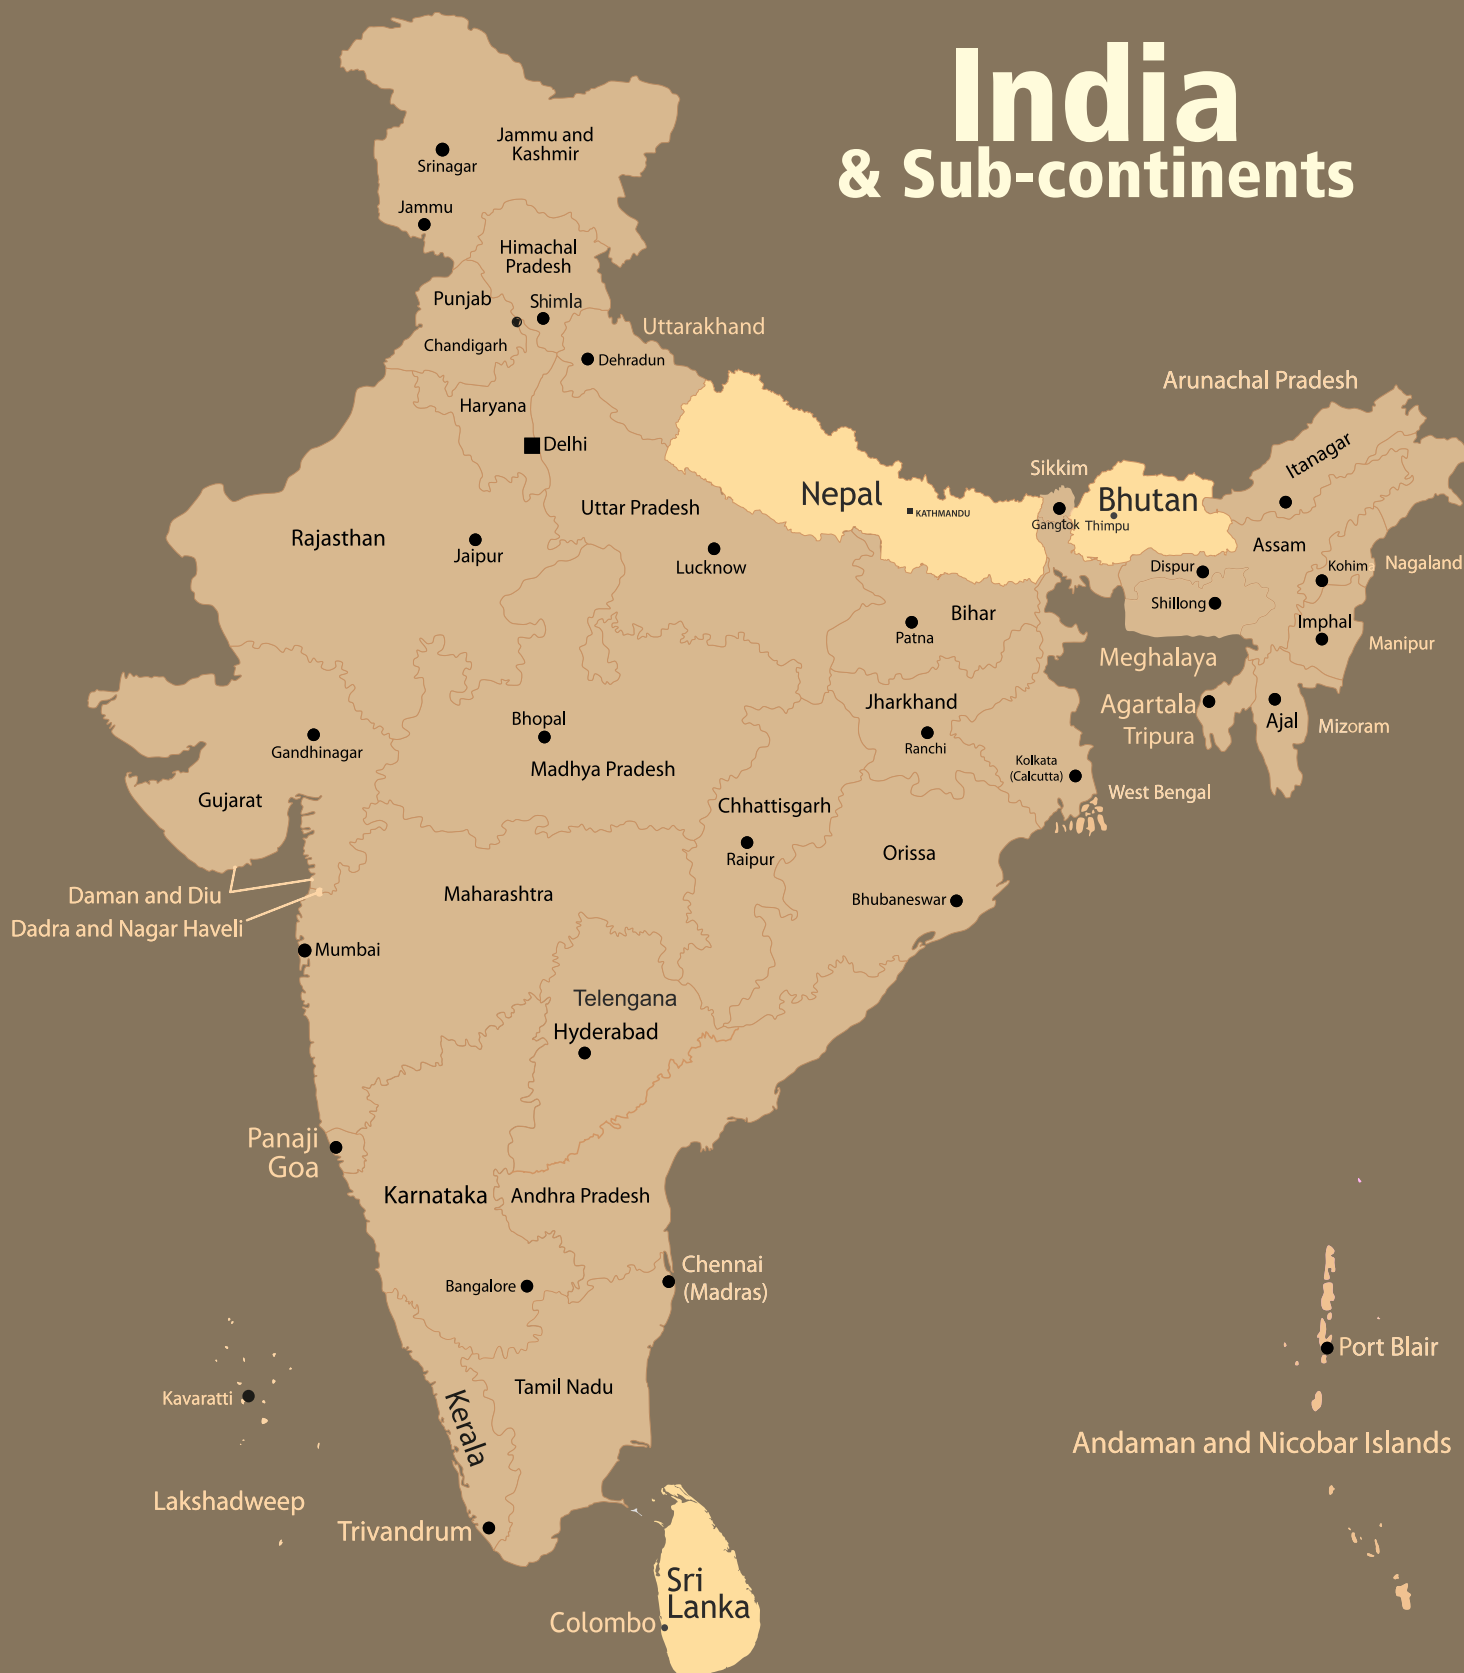 India
& Sub-continents
Jammu and
Kashmir
Srinagar
Jammu
Himachal
Pradesh
Punjab
Shimla
Uttarakhand
Chandigarh
Dehradun
Arunachal Pradesh
Haryana
Delhi
Itanagar
Sikkim
Nepal
KATHMANDU
Bhutan
Gangtok
Thimpu
Uttar Pradesh
Rajasthan
Jaipur
Lucknow
Assam
Dispur
Kohim
Nagaland
Shillong
Bihar
Patna
Imphal
Manipur
Meghalaya
Jharkhand
Ranchi
Agartala
Tripura
Ajal
Mizoram
Bhopal
Gandhinagar
Madhya Pradesh
Kolkata
(Calcutta)
West Bengal
Gujarat
Chhattisgarh
Raipur
Orissa
Daman and Diu
Maharashtra
Bhubaneswar
Dadra and Nagar Haveli
Mumbai
Telengana
Hyderabad
Panaji
Goa
Karnataka
Andhra Pradesh
Chennai
(Madras)
Bangalore
Port Blair
Kavaratti
Tamil Nadu
Kerala
Andaman and Nicobar Islands
Lakshadweep
Trivandrum
Sri
Lanka
Colombo